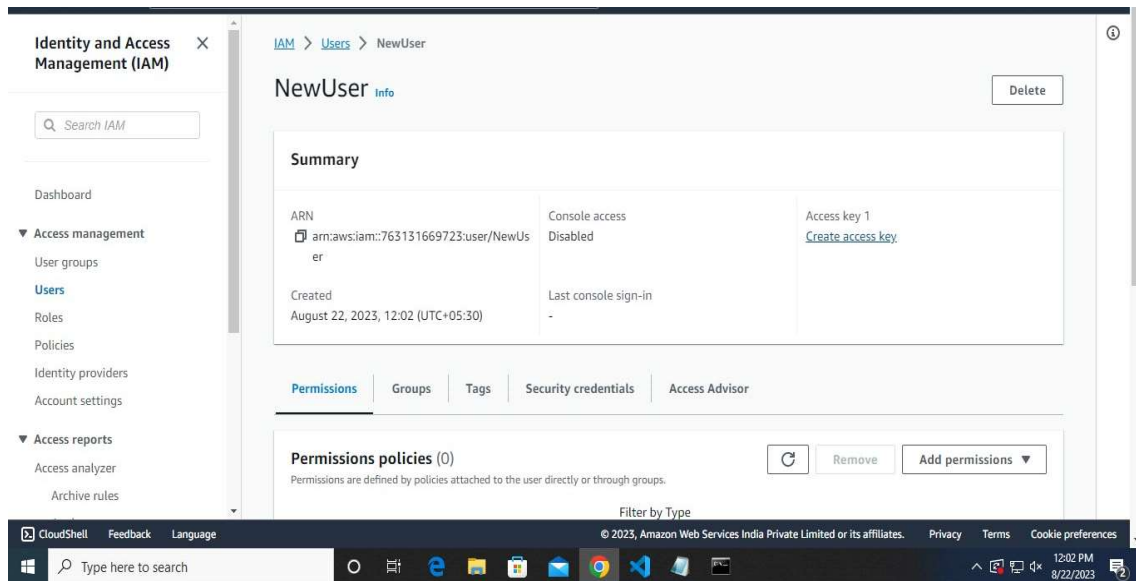 Identity and Access
Management (IAM)
Search IAM
Dashboard
Access management
User groups
Users
Roles
Policies
Identity providers
Account settings
Access reports
Access analyzer
Archive rules
IAM > Users > NewUser
NewUser Info
Delete
Summary
ARN
arn:aws:iam::763131669723:user/NewUs
er
Console access
Disabled
Access key 1
Create access key
Created
August 22, 2023, 12:02 (UTC+05:30)
Last console sign-in
-
Permissions Groups Tags Security credentials Access Advisor
Permissions policies (0)
Permissions are defined by policies attached to the user directly or through groups.
Remove
Add permissions
Filter by Type
CloudShell Feedback Language © 2023, Amazon Web Services India Private Limited or its affiliates. Privacy Terms Cookie preferences
Type here to search
12:02 PM
8/22/2023
2